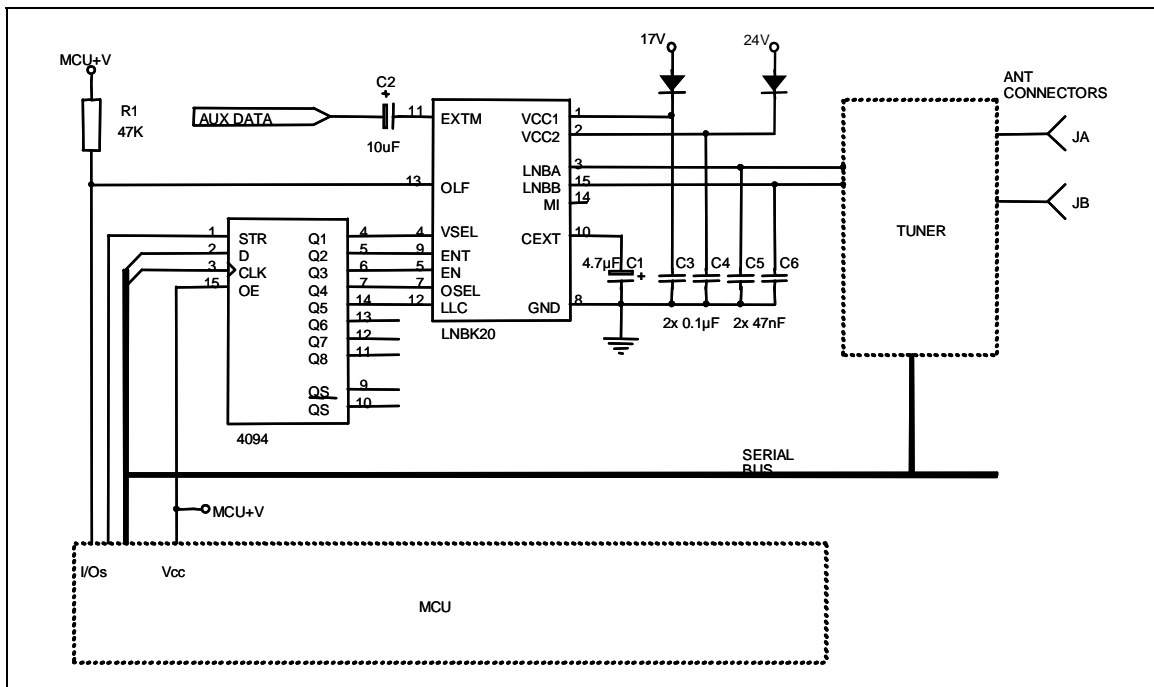 17V
24V
MCU+V
C2
+
ANT
CONNECTORS
R1
47K
AUX DATA
11
EXTM
VCC1
1
10uF
VCC2
2
JA
LNBA
3
13
OLF
LNBB
15
MI
14
JB
TUNER
1
STR
Q1
4
4
VSEL
CEXT
10
2
D
Q2
5
9
ENT
3
CLK
Q3
6
5
EN
4.7µF
C1
+
C3
C4
C5
C6
15
OE
Q4
7
7
OSEL
Q5
14
12
LLC
GND
8
Q6
13
LNBK20
2x 0.1µF
2x 47nF
Q7
12
Q8
11
QS
9
QS
10
4094
SERIAL
BUS
MCU+V
I/Os
Vcc
MCU